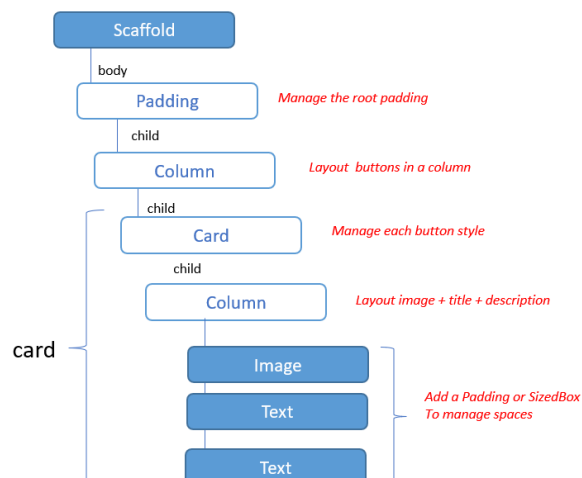 Scaffold
body
Padding
Manage the root padding
child
Column
Layout buttons in a column
child
Card
Manage each button style
child
Column
Layout image + title + description
card
Image
Add a Padding or SizedBox
To manage spaces
Text
Text